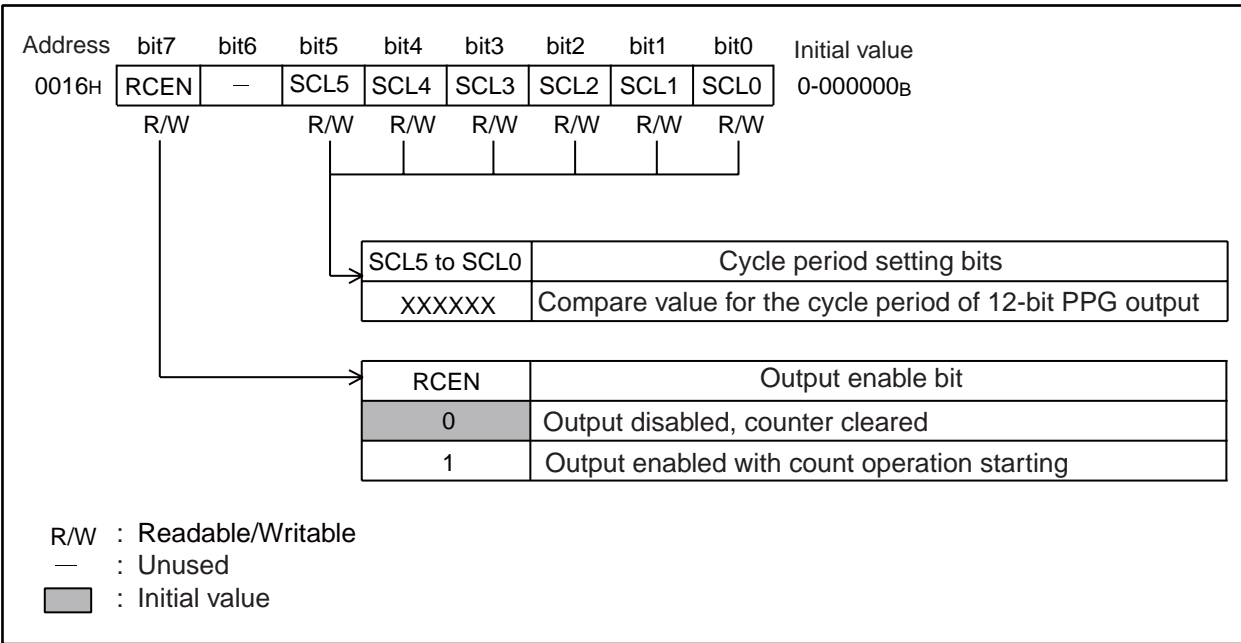 Address bit7 bit6 bit5 bit4 bit3 bit2 bit1 bit0 Initial value
0016H RCEN — SCL5 SCL4 SCL3 SCL2 SCL1 SCL0 0-000000B
R/W R/W R/W R/W R/W R/W R/W
SCL5 to SCL0 Cycle period setting bits
XXXXXX Compare value for the cycle period of 12-bit PPG output
RCEN Output enable bit
0 Output disabled, counter cleared
1 Output enabled with count operation starting
R/W : Readable/Writable
— : Unused
: Initial value